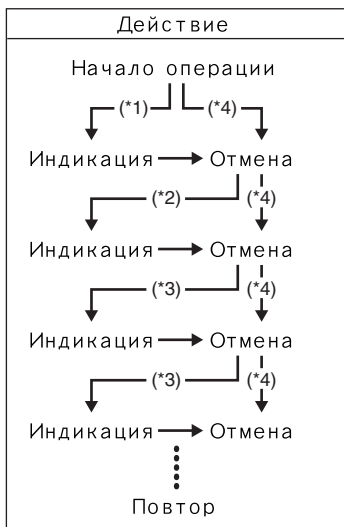 Действие
Начало операции
(*1) (*4)
Индикация Отмена
(*2) (*4)
Индикация Отмена
(*3) (*4)
Индикация Отмена
(*3) (*4)
Индикация Отмена
Повтор